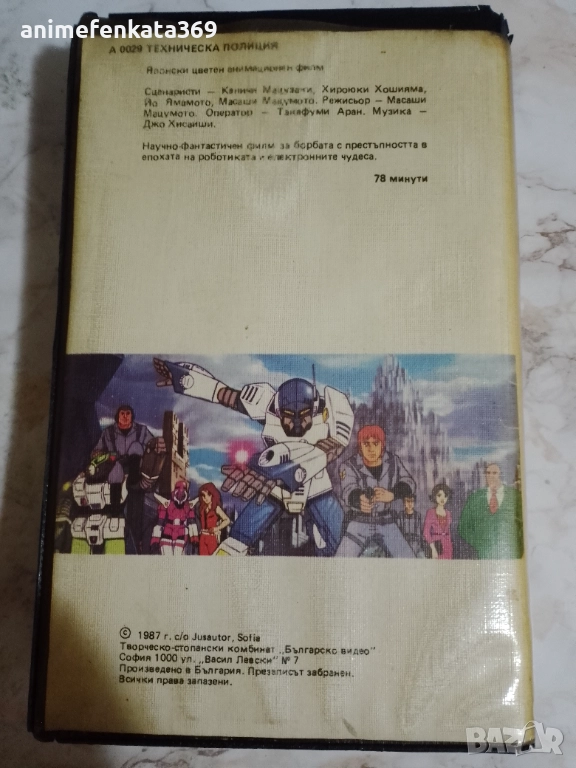 animefenkata369
А 0029 ТЕХНИЧЕСКА ПОЛИЦИЯ
Японски цветен анимационен филм
Сценаристи – Каничи Мацузаки, Хироюки Хошияма,
Йо Ямамото, Масаши Мацумото. Режисьор – Масаши
Мацумото. Оператор – Такафуми Аран. Музика –
Джо Хисаиши.
Научно-фантастичен филм за борбата с престъпността в
епохата на роботиката и електронните чудеса.
78 минути
© 1987 г. c/o Jusautor, Sofia
Творческо-стопански комбинат „Българско видео”
София 1000 ул. „Васил Левски” № 7
Произведено в България. Презаписът забранен.
Всички права запазени.
BAZAR